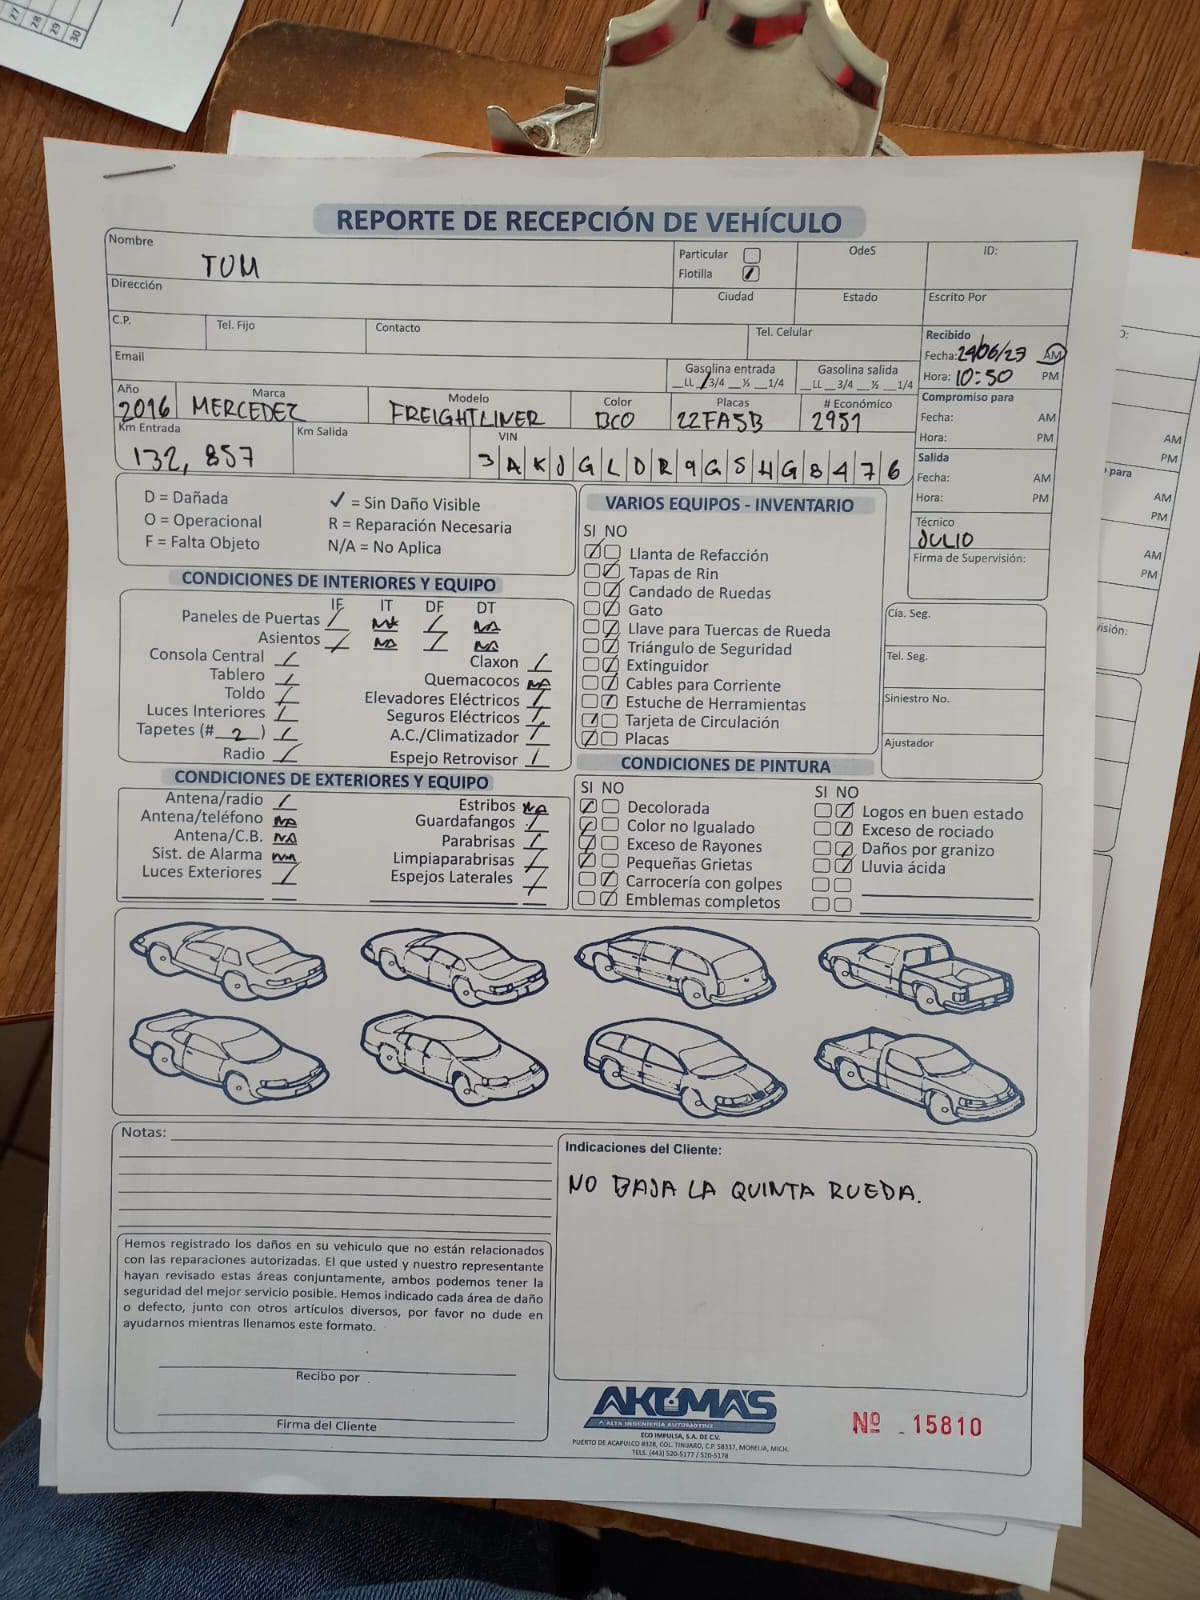 27
28
29
30
REPORTE DE RECEPCIÓN DE VEHÍCULO
Nombre TUM
Particular
Flotilla
OdeS
ID:
Dirección
Ciudad
Estado
Escrito Por
C.P.
Tel. Fijo
Contacto
Tel. Celular
Recibido
Fecha: 24/06/23 AM
Hora: 10:50 PM
Email
Gasolina entrada
__LL __3/4 __½ __1/4
Gasolina salida
__LL __3/4 __½ __1/4
Año 2016
Marca MERCEDEZ
Modelo FREIGHTLINER
Color BCO
Placas 22FA5B
# Económico 2951
Compromiso para
Fecha: AM
Hora: PM
Km Entrada 132,857
Km Salida
VIN 3AKJGLDR9GSHG8476
Salida
Fecha: AM
Hora: PM
Técnico
JULIO
Firma de Supervisión:
D = Dañada
O = Operacional
F = Falta Objeto
✓ = Sin Daño Visible
R = Reparación Necesaria
N/A = No Aplica
CONDICIONES DE INTERIORES Y EQUIPO
IF IT DF DT
Paneles de Puertas / NA / NA
Asientos / NA / NA
Consola Central /
Tablero /
Toldo /
Luces Interiores /
Tapetes (# 2 ) /
Radio /
Claxon /
Quemacocos NA
Elevadores Eléctricos /
Seguros Eléctricos /
A.C./Climatizador /
Espejo Retrovisor /
CONDICIONES DE EXTERIORES Y EQUIPO
Antena/radio /
Antena/teléfono NA
Antena/C.B. NA
Sist. de Alarma NA
Luces Exteriores /
Estribos NA
Guardafangos /
Parabrisas /
Limpiaparabrisas /
Espejos Laterales /
VARIOS EQUIPOS - INVENTARIO
SI NO
Llanta de Refacción
Tapas de Rin
Candado de Ruedas
Gato
Llave para Tuercas de Rueda
Triángulo de Seguridad
Extinguidor
Cables para Corriente
Estuche de Herramientas
Tarjeta de Circulación
Placas
Cía. Seg.
Tel. Seg.
Siniestro No.
Ajustador
CONDICIONES DE PINTURA
SI NO
Decolorada
Color no Igualado
Exceso de Rayones
Pequeñas Grietas
Carrocería con golpes
Emblemas completos
SI NO
Logos en buen estado
Exceso de rociado
Daños por granizo
Lluvia ácida
Notas:
Indicaciones del Cliente:
NO BAJA LA QUINTA RUEDA.
Hemos registrado los daños en su vehiculo que no están relacionados
con las reparaciones autorizadas. El que usted y nuestro representante
hayan revisado estas áreas conjuntamente, ambos podemos tener la
seguridad del mejor servicio posible. Hemos indicado cada área de daño
o defecto, junto con otros artículos diversos, por favor no dude en
ayudarnos mientras llenamos este formato.
Recibo por
Firma del Cliente
AKUMA'S
ALTA INGENIERÍA AUTOMOTRIZ
ECO IMPULSA, S.A. DE C.V.
PUERTO DE ACAPULCO #328, COL. TINIJARO, C.P. 58337, MORELIA, MICH.
TELS. (443) 520-5177 / 520-5178
Nº 15810
AM
PM
para
AM
PM
AM
PM
visión: